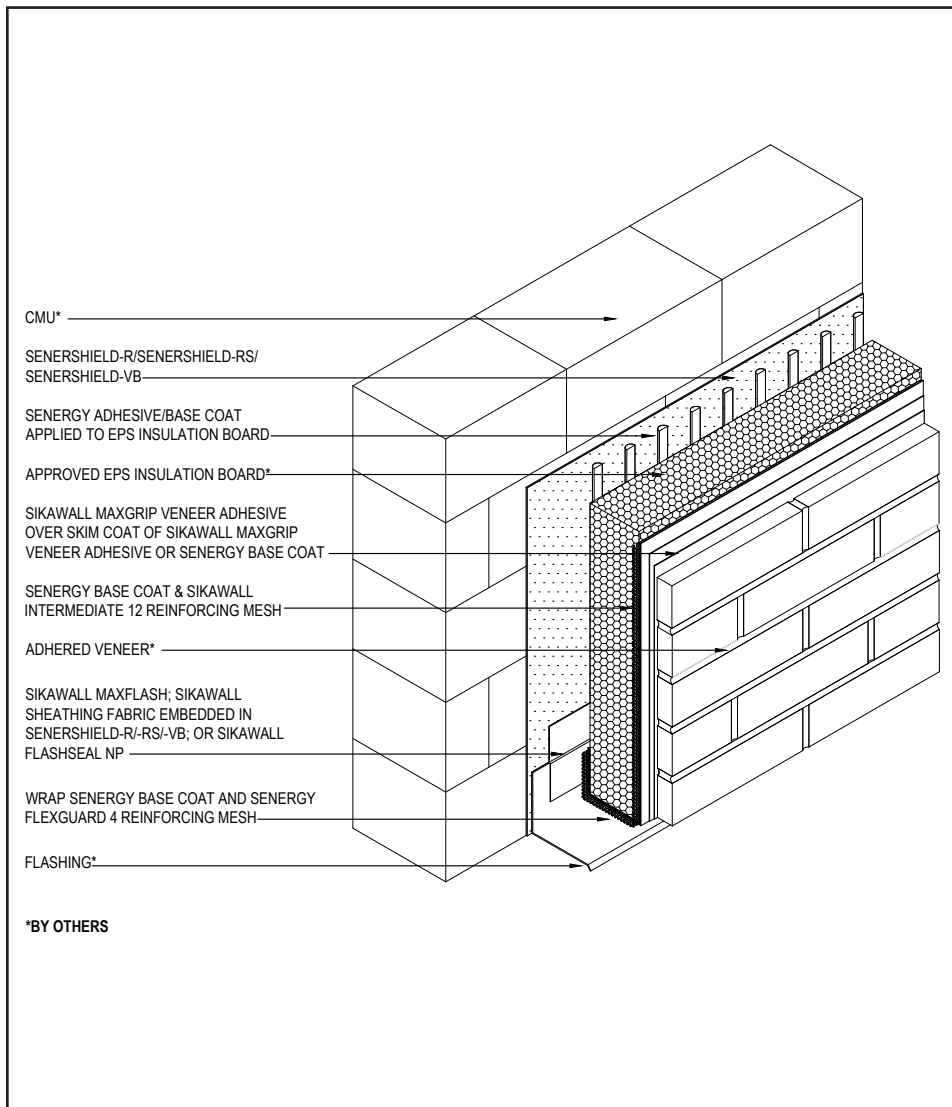 CMU*
SENERSHIELD-R/SENERSHIELD-RS/
SENERSHIELD-VB
SENERGY ADHESIVE/BASE COAT
APPLIED TO EPS INSULATION BOARD
APPROVED EPS INSULATION BOARD*
SIKAWALL MAXGRIP VENEER ADHESIVE
OVER SKIM COAT OF SIKAWALL MAXGRIP
VENEER ADHESIVE OR SENERGY BASE COAT
SENERGY BASE COAT & SIKAWALL
INTERMEDIATE 12 REINFORCING MESH
ADHERED VENEER*
SIKAWALL MAXFLASH; SIKAWALL
SHEATHING FABRIC EMBEDDED IN
SENERSHIELD-R/-RS/-VB; OR SIKAWALL
FLASHSEAL NP
WRAP SENERGY BASE COAT AND SENERGY
FLEXGUARD 4 REINFORCING MESH
FLASHING*
*BY OTHERS